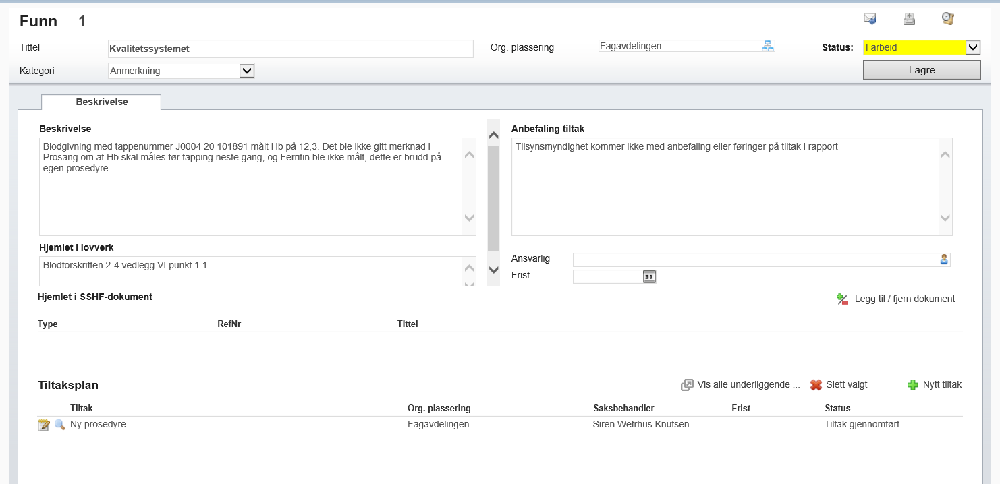 Funn 1
Tittel Kvalitetssystemet Org. plassering Fagavdelingen Status: I arbeid
Kategori Anmerkning Lagre
Beskrivelse
Beskrivelse
Blodgivning med tappenummer J0004 20 101891 målt Hb på 12,3. Det ble ikke gitt merknad i
Prosang om at Hb skal måles før tapping neste gang, og Ferritin ble ikke målt, dette er brudd på
egen prosedyre
Anbefaling tiltak
Tilsynsmyndighet kommer ikke med anbefaling eller føringer på tiltak i rapport
Hjemlet i lovverk
Blodforskriften 2-4 vedlegg VI punkt 1.1
Ansvarlig
Frist 31
Hjemlet i SSHF-dokument Legg til / fjern dokument
Type RefNr Tittel
Tiltaksplan Vis alle underliggende ... Slett valgt Nytt tiltak
Tiltak Org. plassering Saksbehandler Frist Status
Ny prosedyre Fagavdelingen Siren Wetrhus Knutsen Tiltak gjennomført